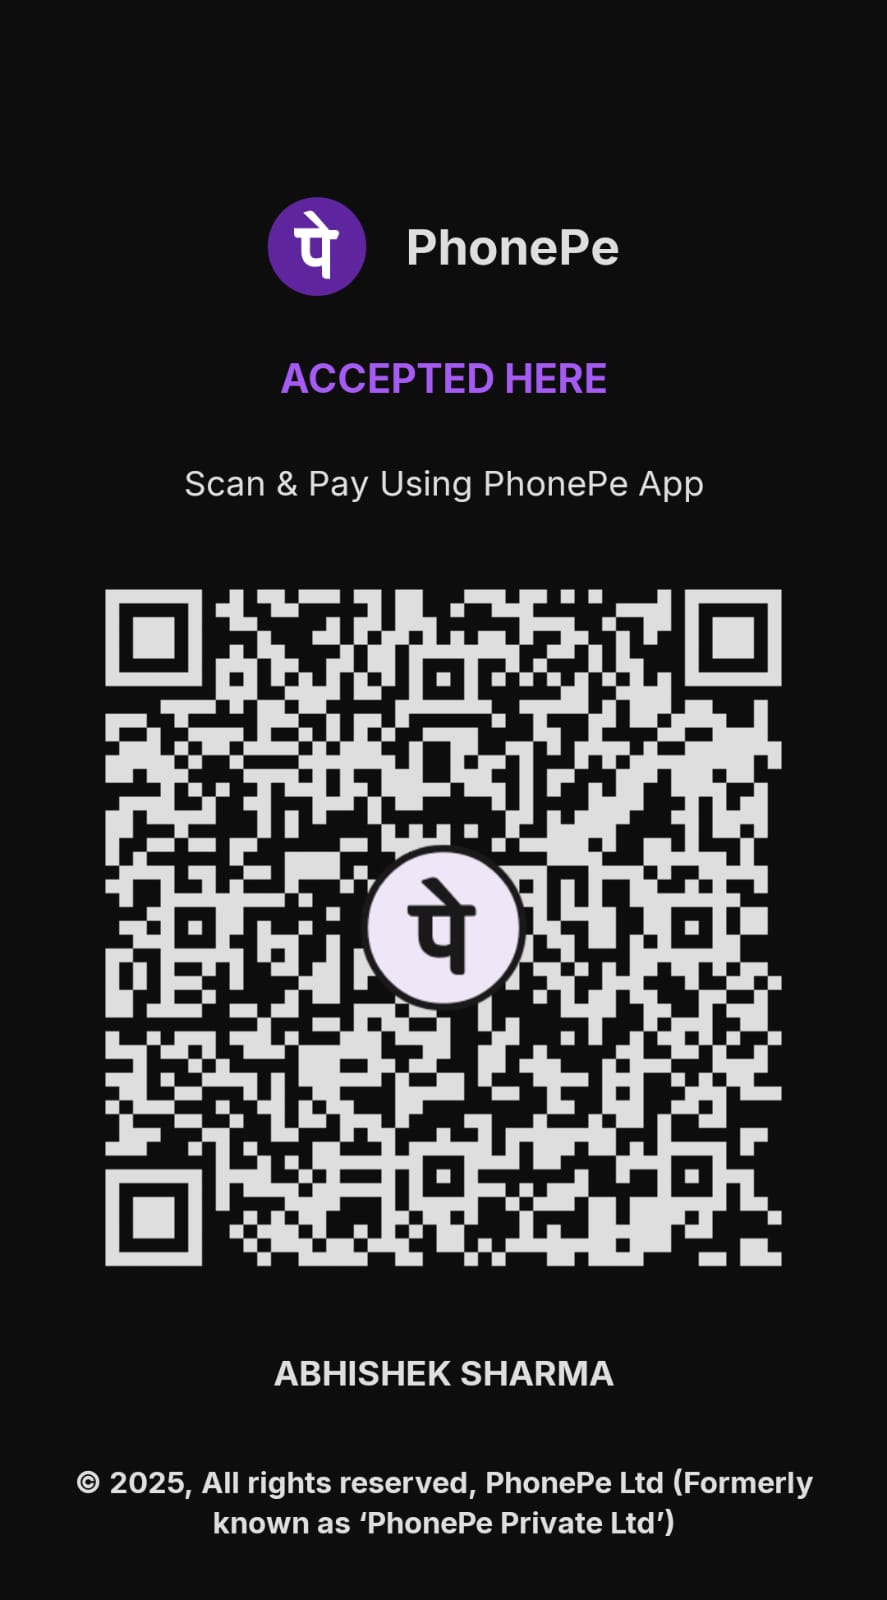 पे PhonePe
ACCEPTED HERE
Scan & Pay Using PhonePe App
पे
ABHISHEK SHARMA
© 2025, All rights reserved, PhonePe Ltd (Formerly
known as ‘PhonePe Private Ltd’)